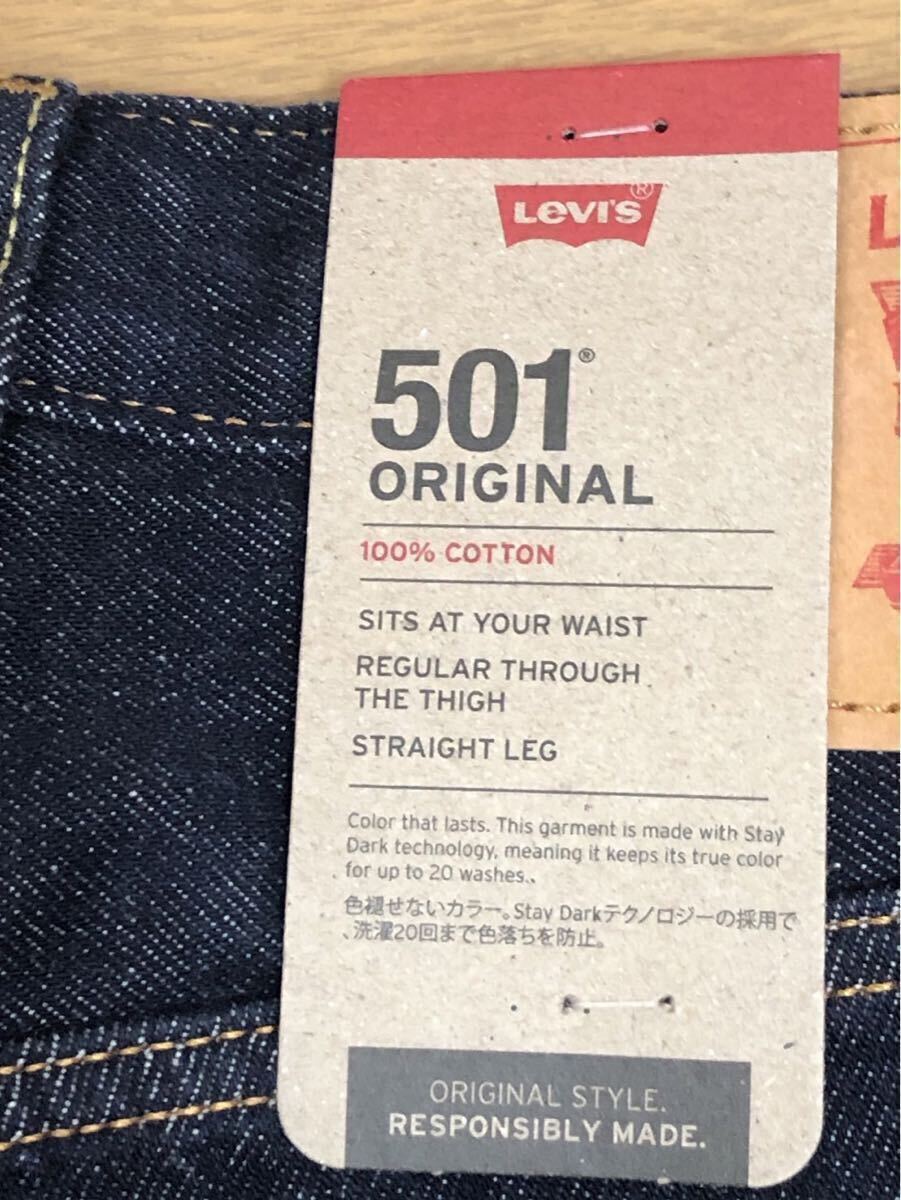 LEVI'S®
501®
ORIGINAL
100% COTTON
SITS AT YOUR WAIST
REGULAR THROUGH
THE THIGH
STRAIGHT LEG
Color that lasts. This garment is made with Stay
Dark technology, meaning it keeps its true color
for up to 20 washes..
色褪せないカラー。Stay Darkテクノロジーの採用で
、洗濯20回まで色落ちを防止。
ORIGINAL STYLE.
RESPONSIBLY MADE.
L